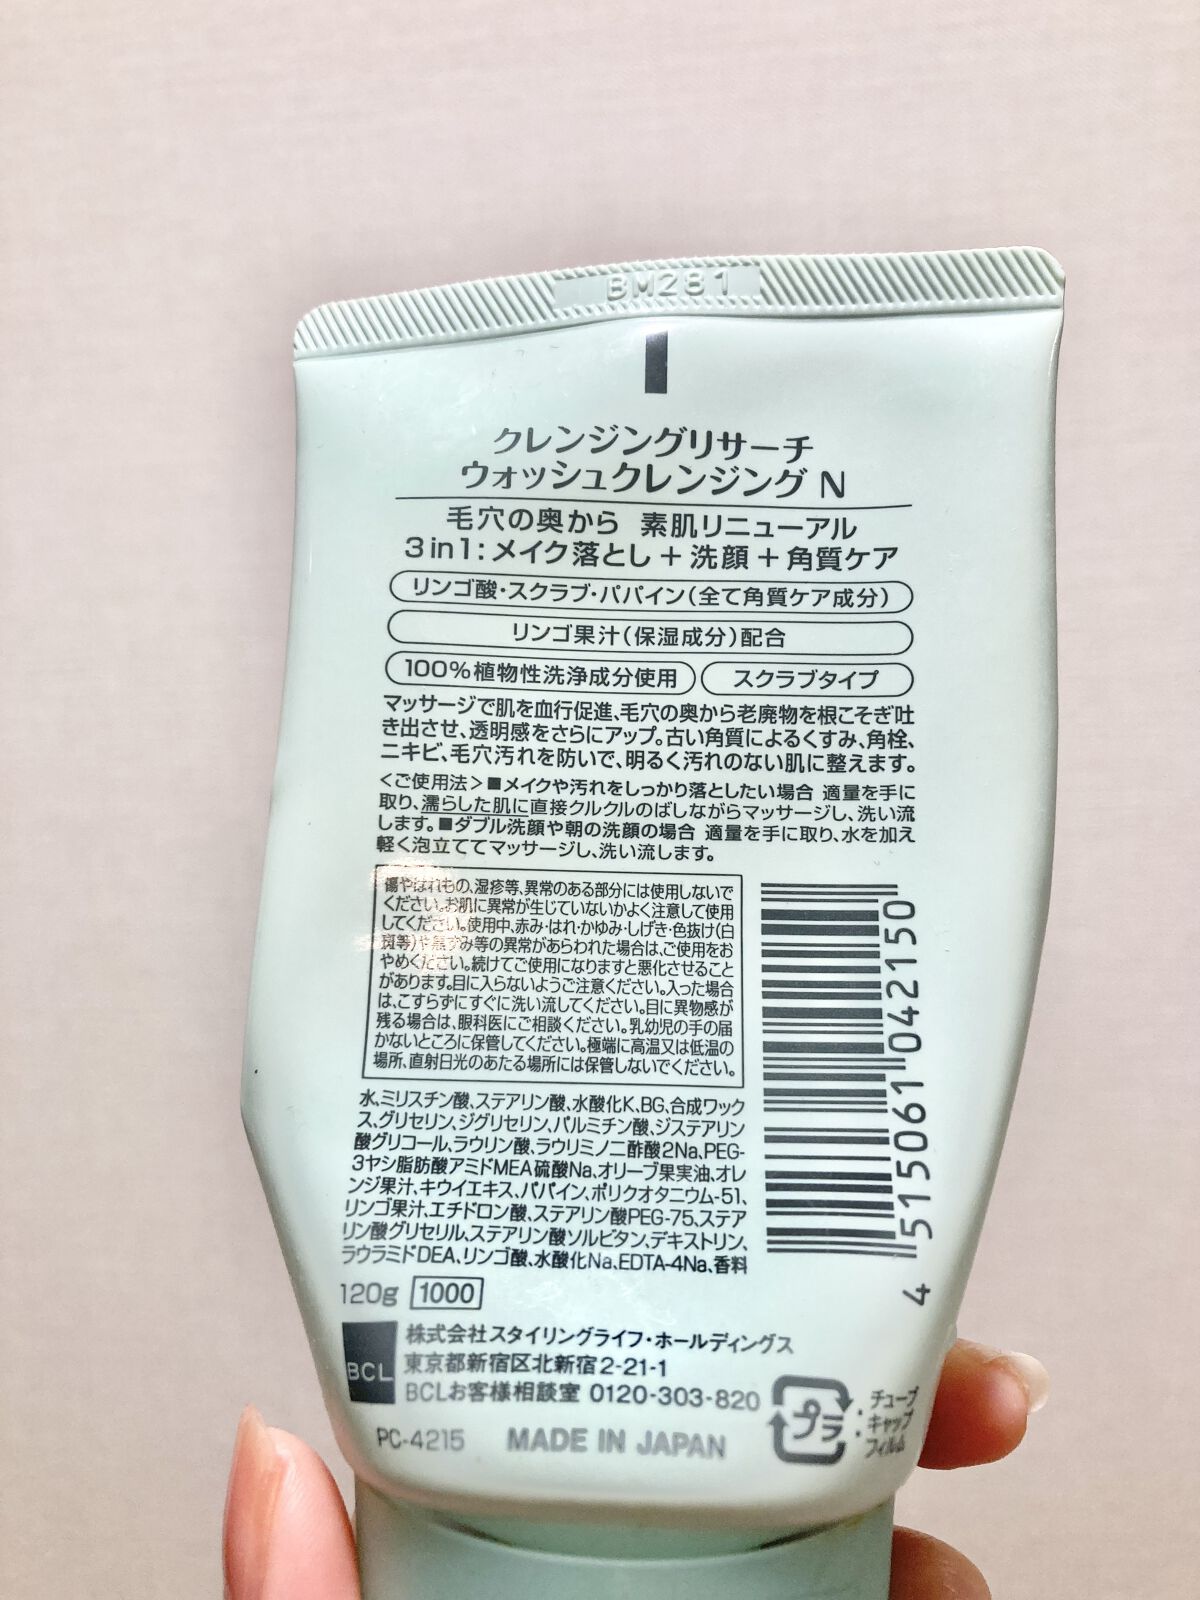 BM281
クレンジングリサーチ
ウォッシュクレンジング N
毛穴の奥から 素肌リニューアル
3in1:メイク落とし+洗顔+角質ケア
リンゴ酸・スクラブ・パパイン(全て角質ケア成分)
リンゴ果汁(保湿成分)配合
100%植物性洗浄成分使用 スクラブタイプ
マッサージで肌を血行促進、毛穴の奥から老廃物を根こそぎ吐
き出させ、透明感をさらにアップ。古い角質によるくすみ、角栓、
ニキビ、毛穴汚れを防いで、明るく汚れのない肌に整えます。
<ご使用法>■メイクや汚れをしっかり落としたい場合 適量を手に
取り、濡らした肌に直接クルクルのばしながらマッサージし、洗い流
します。■ダブル洗顔や朝の洗顔の場合 適量を手に取り、水を加え
軽く泡立ててマッサージし、洗い流します。
傷やはれもの、湿疹等、異常のある部分には使用しないで
ください。お肌に異常が生じていないかよく注意して使用
してください。使用中、赤み・はれ・かゆみ・しげき・色抜け(白
斑等)や黒ずみ等の異常があらわれた場合は、ご使用をお
やめください。続けてご使用になりますと悪化させること
があります。目に入らないようご注意ください。入った場合
は、こすらずにすぐに洗い流してください。目に異物感が
残る場合は、眼科医にご相談ください。乳幼児の手の届
かないところに保管してください。極端に高温又は低温の
場所、直射日光のあたる場所には保管しないでください。
水、ミリスチン酸、ステアリン酸、水酸化K、BG、合成ワック
ス、グリセリン、ジグリセリン、パルミチン酸、ジステアリン
酸グリコール、ラウリン酸、ラウリミノ二酢酸2Na、PEG-
3ヤシ脂肪酸アミドMEA硫酸Na、オリーブ果実油、オレ
ンジ果汁、キウイエキス、パパイン、ポリクオタニウム-51、
リンゴ果汁、エチドロン酸、ステアリン酸PEG-75、ステア
リン酸グリセリル、ステアリン酸ソルビタン、デキストリン、
ラウラミドDEA、リンゴ酸、水酸化Na、EDTA-4Na、香料
4 515061 042150
120g 1000
BCL
株式会社スタイリングライフ・ホールディングス
東京都新宿区北新宿2-21-1
BCLお客様相談室 0120-303-820
PC-4215 MADE IN JAPAN
プラ
・チューブ
・キャップ
フィルム